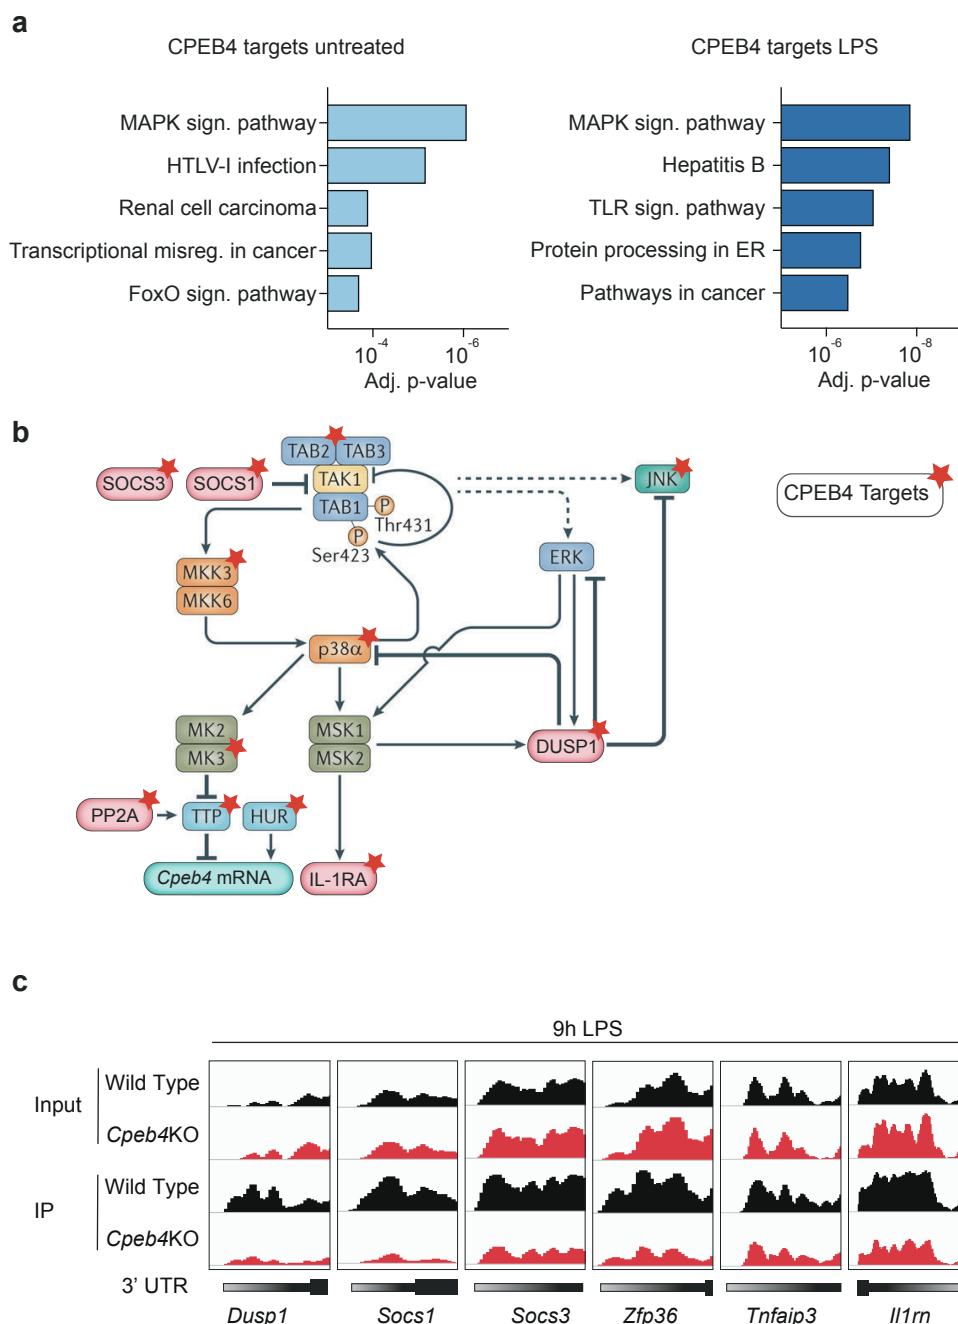 a
CPEB4 targets untreated
CPEB4 targets LPS
MAPK sign. pathway
HTLV-I infection
Renal cell carcinoma
Transcriptional misreg. in cancer
FoxO sign. pathway
10-4
10-6
Adj. p-value
MAPK sign. pathway
Hepatitis B
TLR sign. pathway
Protein processing in ER
Pathways in cancer
10-6
10-8
Adj. p-value
b
TAB2
TAB3
SOCS3
SOCS1
TAK1
TAB1
P
Thr431
P
Ser423
JNK
CPEB4 Targets
ERK
MKK3
MKK6
p38α
MK2
MK3
MSK1
MSK2
DUSP1
PP2A
TTP
HUR
Cpeb4 mRNA
IL-1RA
c
9h LPS
Input
Wild Type
Cpeb4KO
IP
Wild Type
Cpeb4KO
3’ UTR
Dusp1
Socs1
Socs3
Zfp36
Tnfaip3
Il1rn